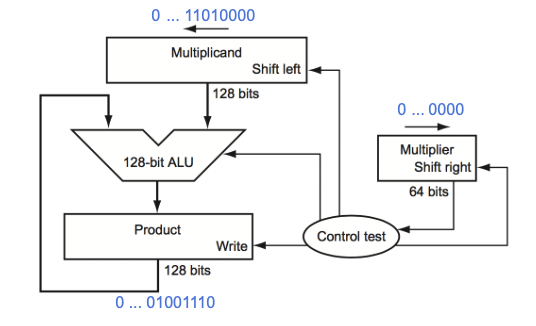 0 ... 11010000
Multiplicand
Shift left
128 bits
0 ... 0000
128-bit ALU
Multiplier
Shift right
64 bits
Product
Write
Control test
128 bits
0 ... 01001110